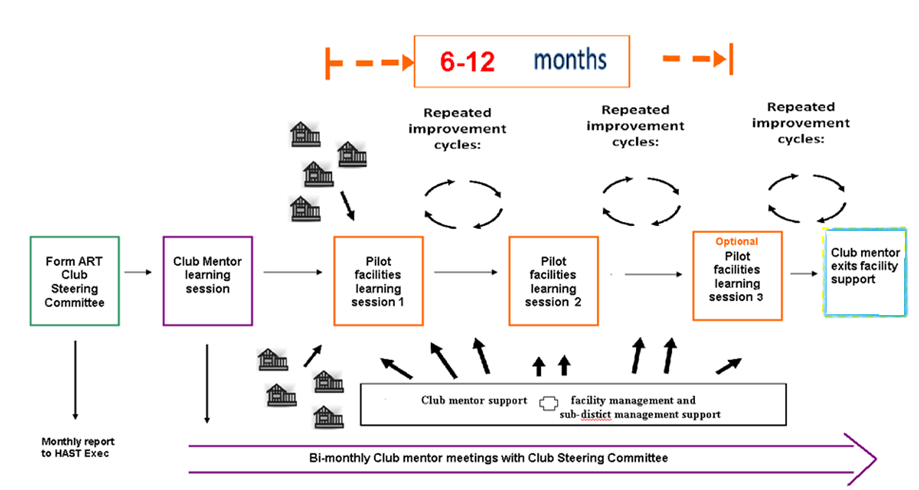 6-12 months
Repeated
improvement
cycles:
Repeated
improvement
cycles:
Repeated
improvement
cycles:
Form ART
Club
Steering
Committee
Club Mentor
learning
session
Pilot
facilities
learning
session 1
Pilot
facilities
learning
session 2
Optional
Pilot
facilities
learning
session 3
Club mentor
exits facility
support
Club mentor support
facility management and
sub-distict management support
Monthly report
to HAST Exec
Bi-monthly Club mentor meetings with Club Steering Committee